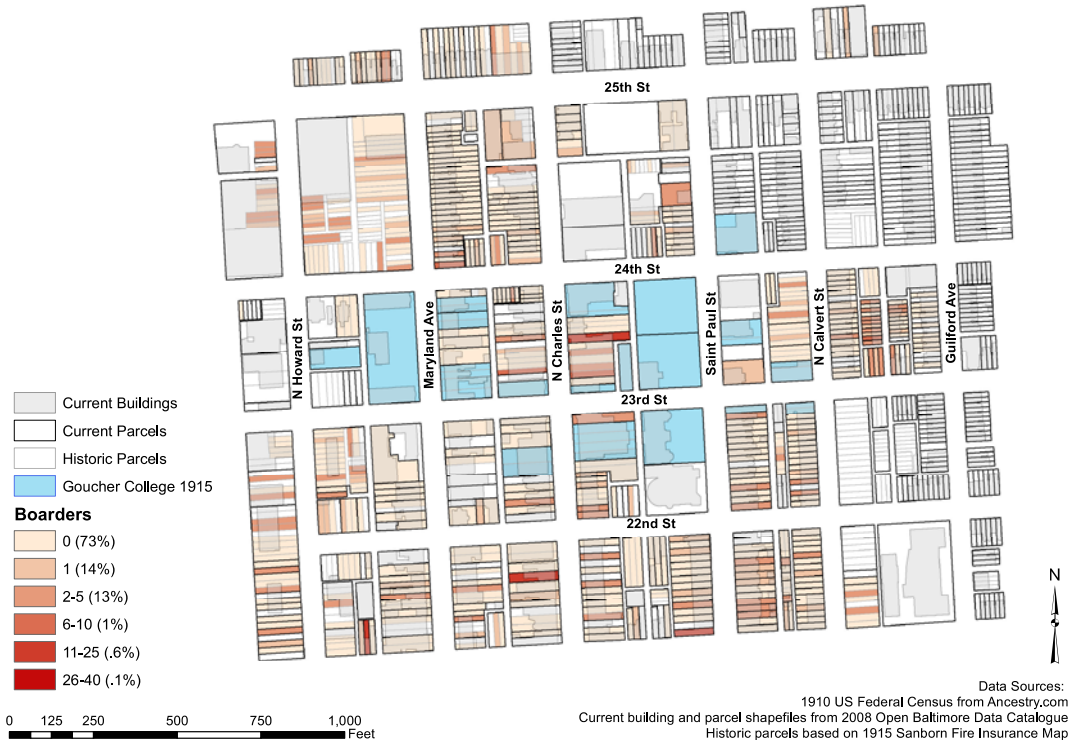 25th St
24th St
N Howard St
Maryland Ave
N Charles St
Saint Paul St
N Calvert St
Guilford Ave
23rd St
22nd St
Current Buildings
Current Parcels
Historic Parcels
Goucher College 1915
Boarders
0 (73%)
1 (14%)
2-5 (13%)
6-10 (1%)
11-25 (.6%)
26-40 (.1%)
0 125 250 500 750 1,000
Feet
N
Data Sources:
1910 US Federal Census from Ancestry.com
Current building and parcel shapefiles from 2008 Open Baltimore Data Catalogue
Historic parcels based on 1915 Sanborn Fire Insurance Map